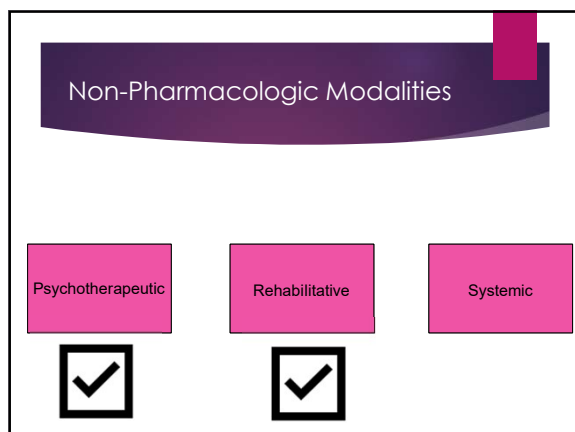 Non-Pharmacologic Modalities
Psychotherapeutic
Rehabilitative
Systemic